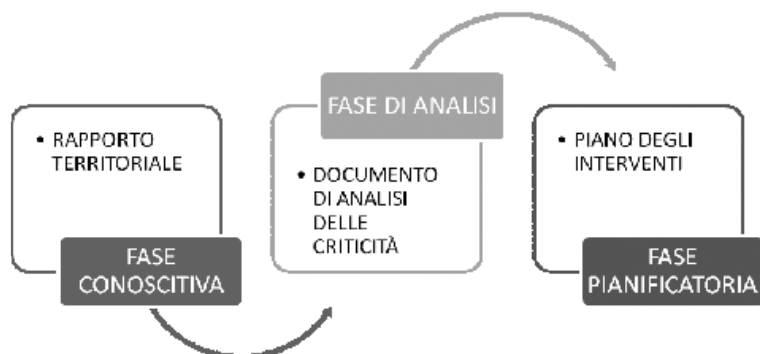 • RAPPORTO
TERRITORIALE
FASE
CONOSCITIVA
FASE DI ANALISI
• DOCUMENTO
DI ANALISI
DELLE
CRITICITÀ
• PIANO DEGLI
INTERVENTI
FASE
PIANIFICATORIA